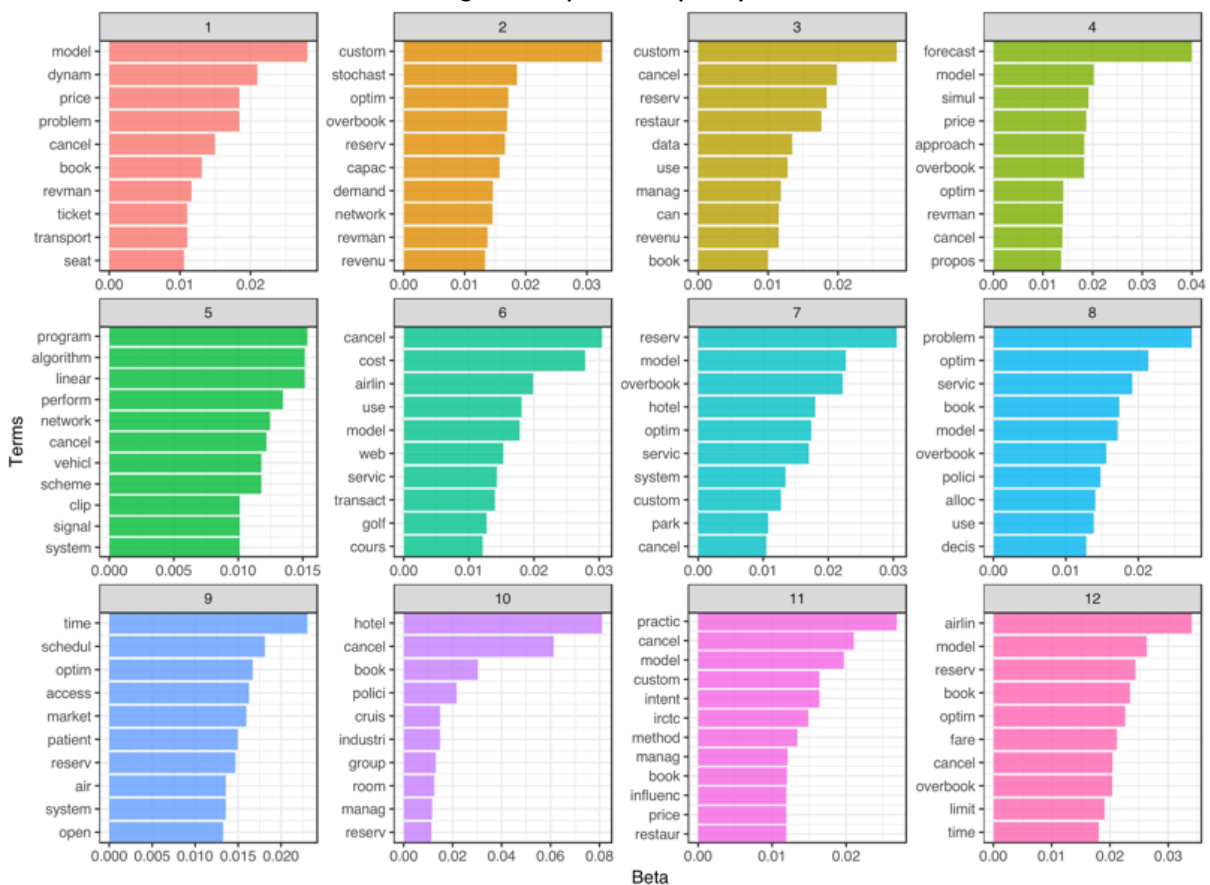 1
model
dynam
price
problem
cancel
book
revman
ticket
transport
seat
0.00 0.01 0.02
2
custom
stochast
optim
overbook
reserv
capac
demand
network
revman
revenu
0.00 0.01 0.02 0.03
3
custom
cancel
reserv
restaur
data
use
manag
can
revenu
book
0.00 0.01 0.02
4
forecast
model
simul
price
approach
overbook
optim
revman
cancel
propos
0.00 0.01 0.02 0.03 0.04
Terms
5
program
algorithm
linear
perform
network
cancel
vehicl
scheme
clip
signal
system
0.000 0.005 0.010 0.015
6
cancel
cost
airlin
use
model
web
servic
transact
golf
cours
0.00 0.01 0.02 0.03
7
reserv
model
overbook
hotel
optim
servic
system
custom
park
cancel
0.00 0.01 0.02 0.03
8
problem
optim
servic
book
model
overbook
polici
alloc
use
decis
0.00 0.01 0.02
9
time
schedul
optim
access
market
patient
reserv
air
system
open
0.000 0.005 0.010 0.015 0.020
10
hotel
cancel
book
polici
cruis
industri
group
room
manag
reserv
0.00 0.02 0.04 0.06 0.08
11
practic
cancel
model
custom
intent
irctc
method
manag
book
influenc
price
restaur
0.00 0.01 0.02
12
airlin
model
reserv
book
optim
fare
cancel
overbook
limit
time
0.00 0.01 0.02 0.03
Beta